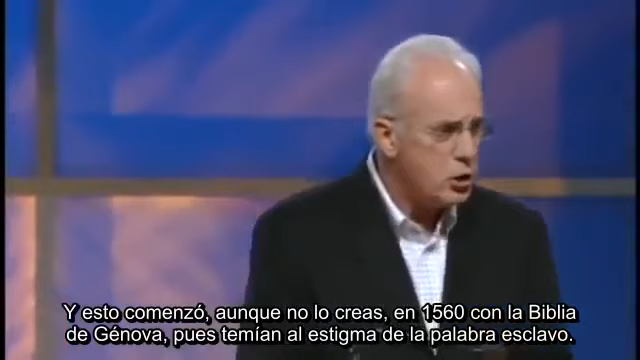 Y esto comenzó, aunque no lo creas, en 1560 con la Biblia
de Génova, pues temían al estigma de la palabra esclavo.